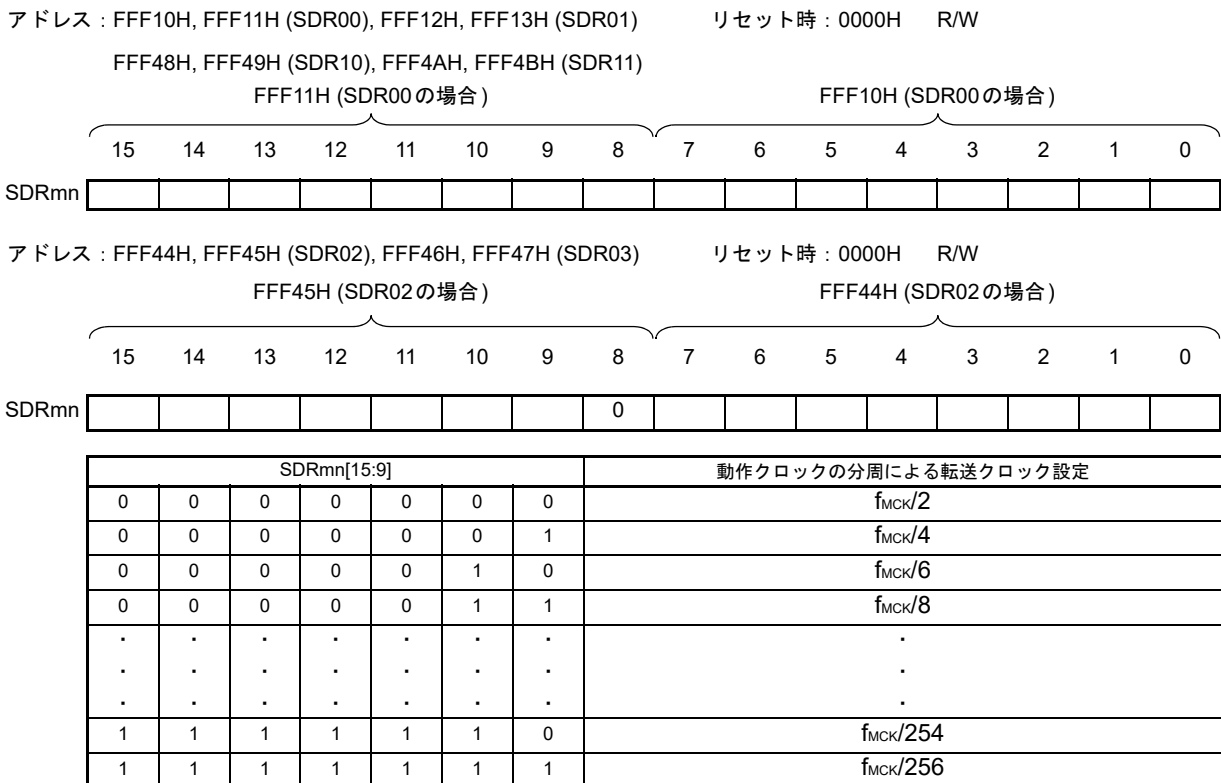 アドレス：FFF10H, FFF11H (SDR00), FFF12H, FFF13H (SDR01) リセット時：0000H R/W
FFF48H, FFF49H (SDR10), FFF4AH, FFF4BH (SDR11)
FFF11H (SDR00の場合) FFF10H (SDR00の場合)
15 14 13 12 11 10 9 8 7 6 5 4 3 2 1 0
SDRmn
アドレス：FFF44H, FFF45H (SDR02), FFF46H, FFF47H (SDR03) リセット時：0000H R/W
FFF45H (SDR02の場合) FFF44H (SDR02の場合)
15 14 13 12 11 10 9 8 7 6 5 4 3 2 1 0
SDRmn 0
SDRmn[15:9] 動作クロックの分周による転送クロック設定
0 0 0 0 0 0 0 fMCK/2
0 0 0 0 0 0 1 fMCK/4
0 0 0 0 0 1 0 fMCK/6
0 0 0 0 0 1 1 fMCK/8
. . . . . . . .
. . . . . . . .
. . . . . . . .
1 1 1 1 1 1 0 fMCK/254
1 1 1 1 1 1 1 fMCK/256